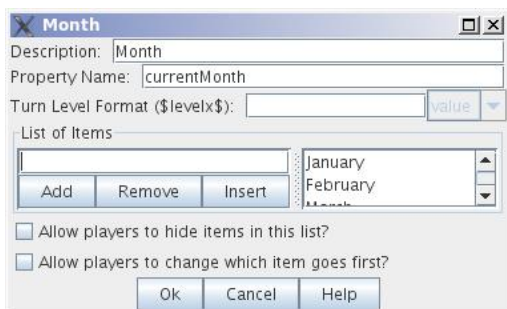 Month
Description: Month
Property Name: currentMonth
Turn Level Format ($levelx$): value
List of Items
January
Add Remove Insert February
March
Allow players to hide items in this list?
Allow players to change which item goes first?
Ok Cancel Help